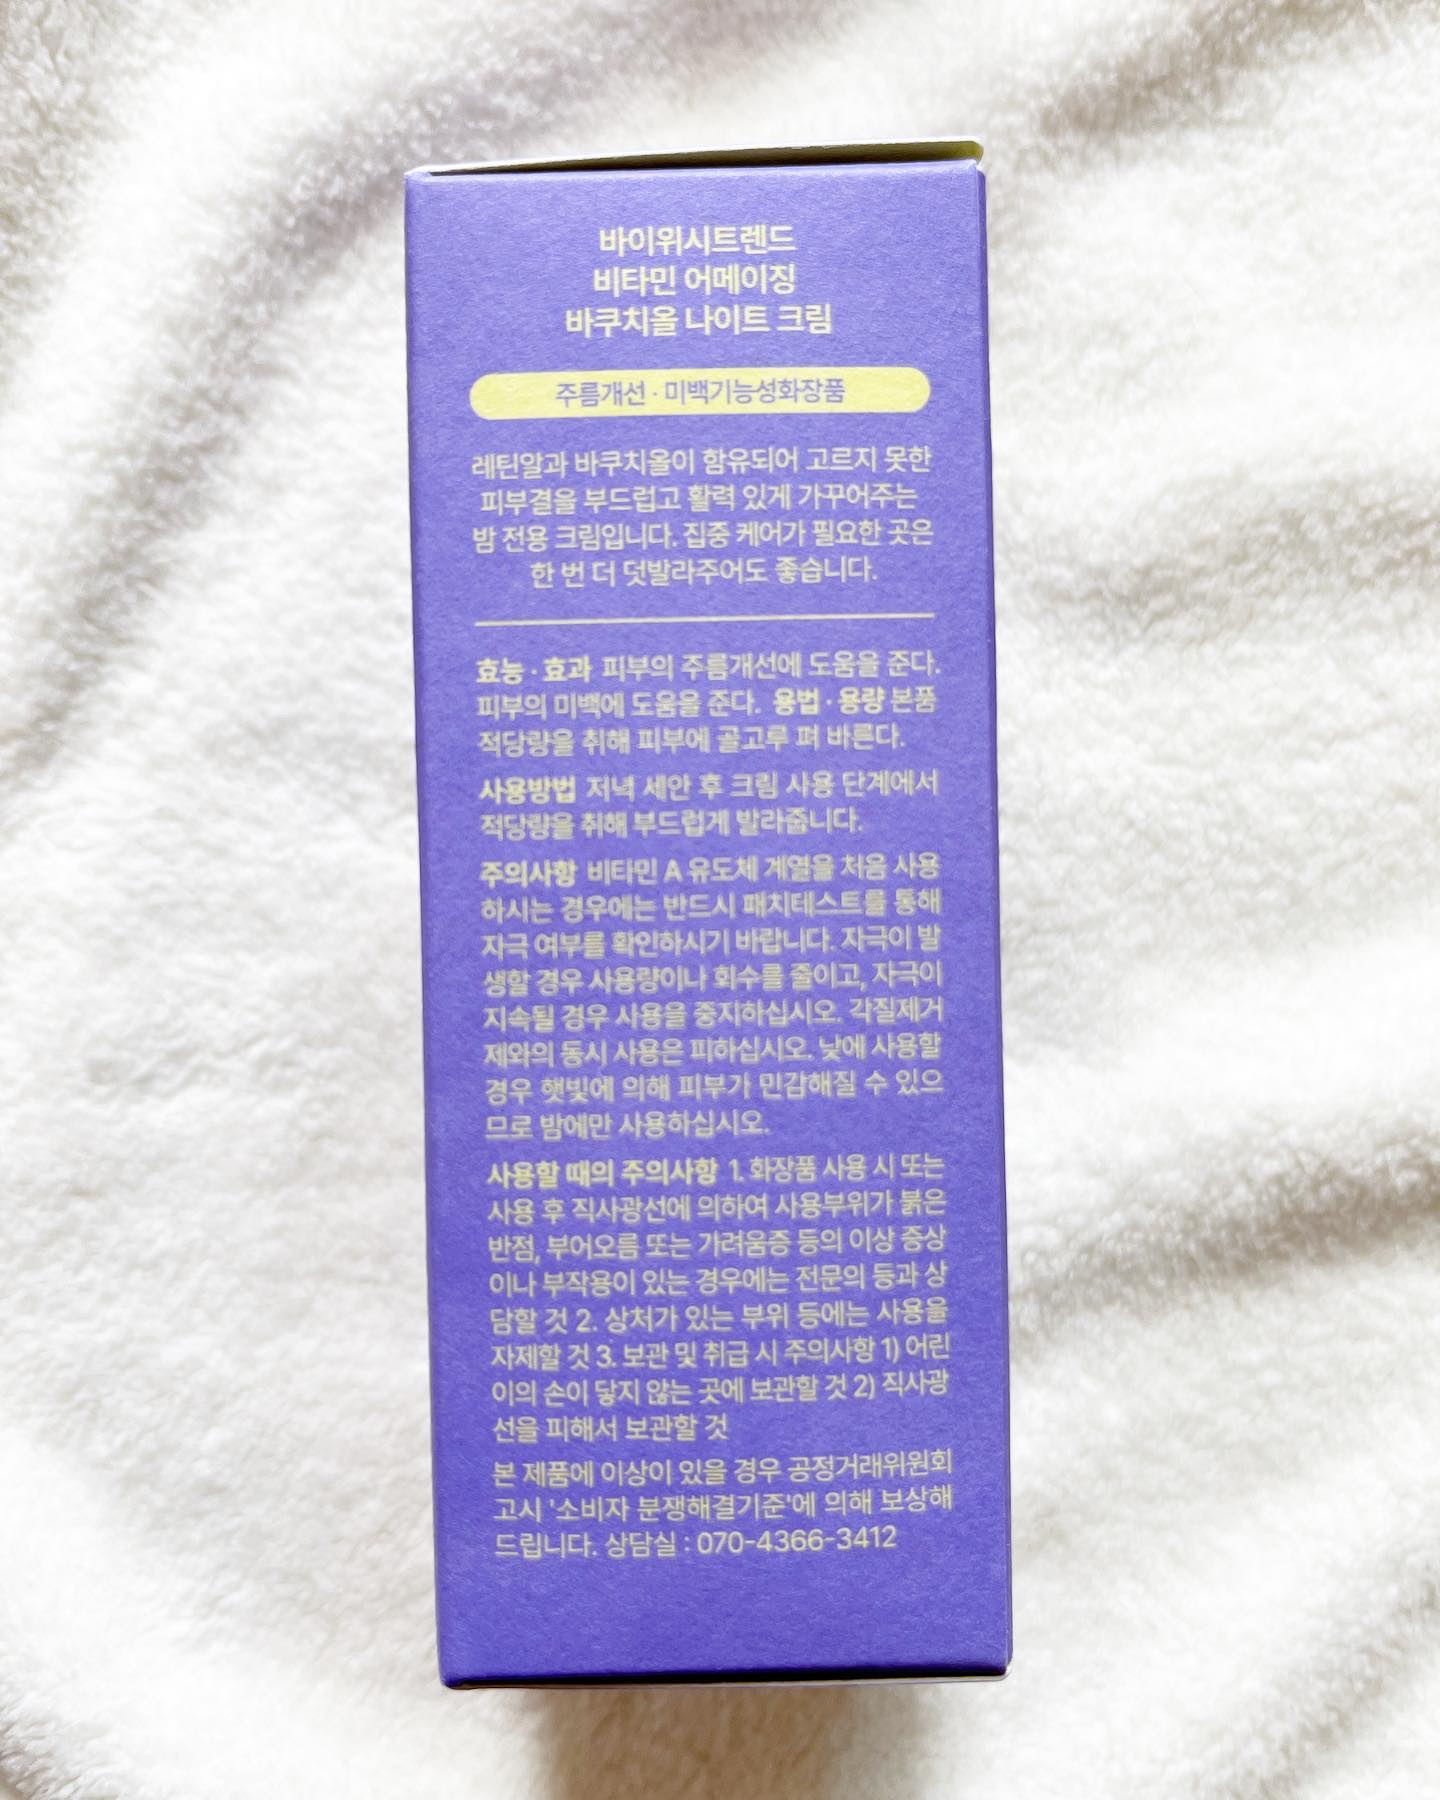 바이위시트렌드
비타민 어메이징
바쿠치올 나이트 크림
주름개선 · 미백기능성화장품
레틴알과 바쿠치올이 함유되어 고르지 못한
피부결을 부드럽고 활력 있게 가꾸어주는
밤 전용 크림입니다. 집중 케어가 필요한 곳은
한 번 더 덧발라주어도 좋습니다.
효능 · 효과 피부의 주름개선에 도움을 준다.
피부의 미백에 도움을 준다. 용법 · 용량 본품
적당량을 취해 피부에 골고루 펴 바른다.
사용방법 저녁 세안 후 크림 사용 단계에서
적당량을 취해 부드럽게 발라줍니다.
주의사항 비타민 A 유도체 계열을 처음 사용
하시는 경우에는 반드시 패치테스트를 통해
자극 여부를 확인하시기 바랍니다. 자극이 발
생할 경우 사용량이나 회수를 줄이고, 자극이
지속될 경우 사용을 중지하십시오. 각질제거
제와의 동시 사용은 피하십시오. 낮에 사용할
경우 햇빛에 의해 피부가 민감해질 수 있으
므로 밤에만 사용하십시오.
사용할 때의 주의사항 1. 화장품 사용 시 또는
사용 후 직사광선에 의하여 사용부위가 붉은
반점, 부어오름 또는 가려움증 등의 이상 증상
이나 부작용이 있는 경우에는 전문의 등과 상
담할 것 2. 상처가 있는 부위 등에는 사용을
자제할 것 3. 보관 및 취급 시 주의사항 1) 어린
이의 손이 닿지 않는 곳에 보관할 것 2) 직사광
선을 피해서 보관할 것
본 제품에 이상이 있을 경우 공정거래위원회
고시 '소비자 분쟁해결기준'에 의해 보상해
드립니다. 상담실 : 070-4366-3412